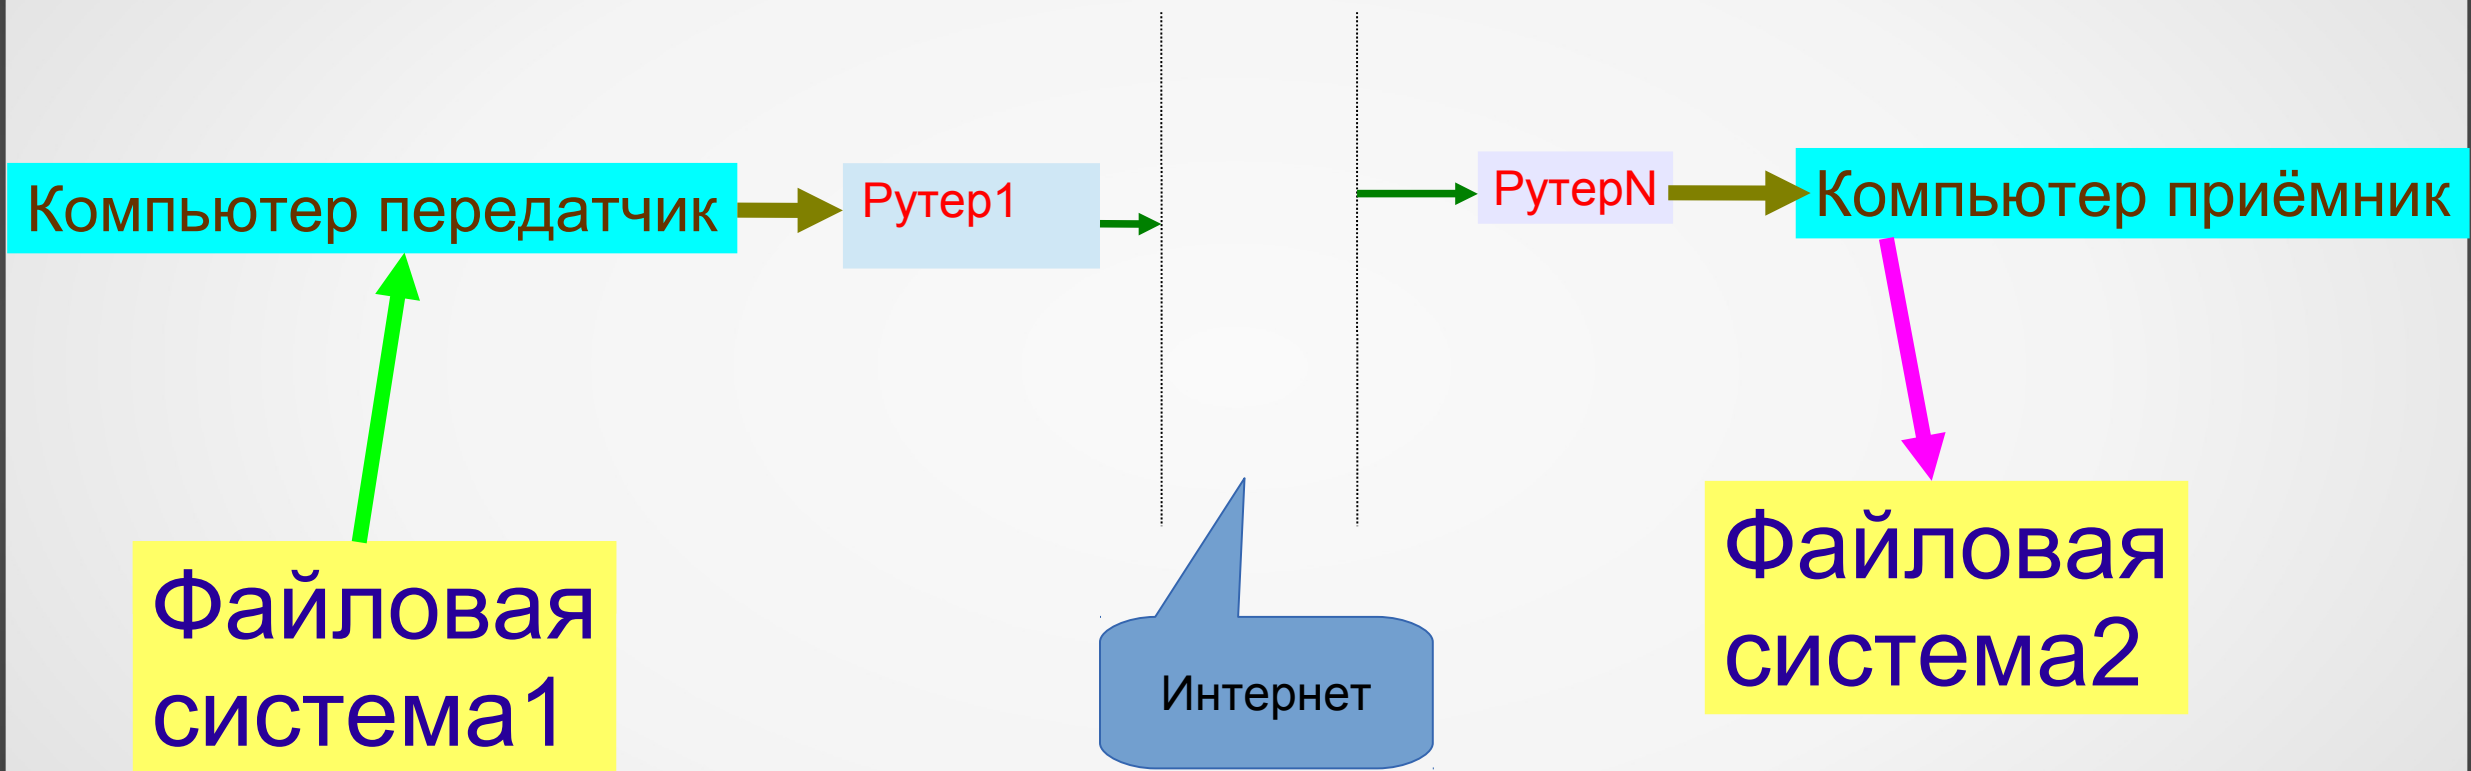 Компьютер передатчик
Рутер1
РутерN
Компьютер приёмник
Файловая
система1
Интернет
Файловая
система2